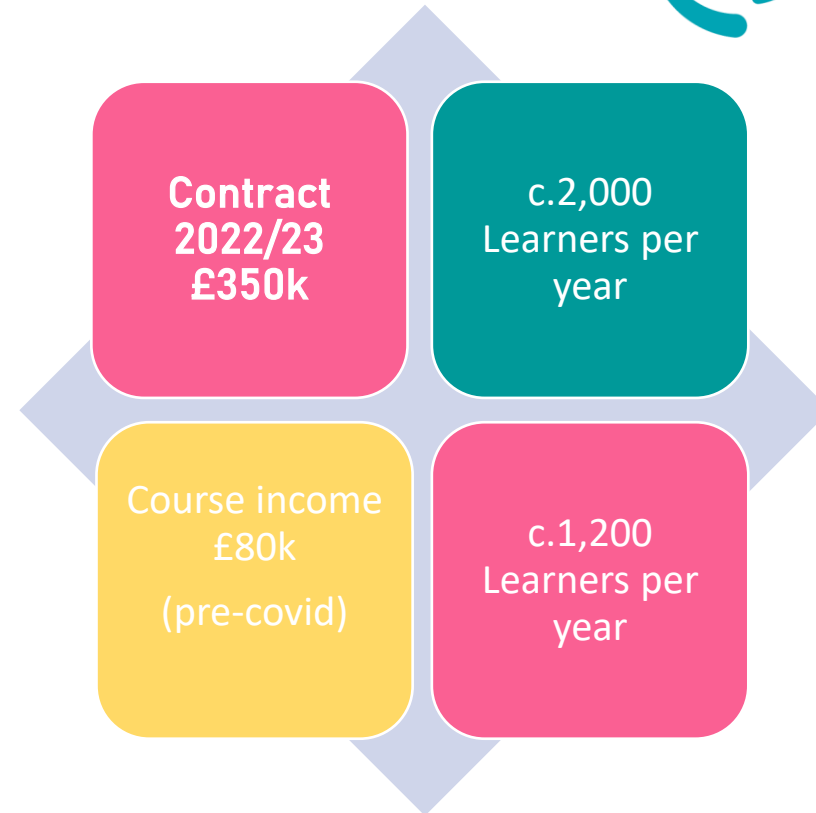 Contract
2022/23
£350k
c.2,000
Learners per
year
Course income
£80k
(pre-covid)
c.1,200
Learners per
year